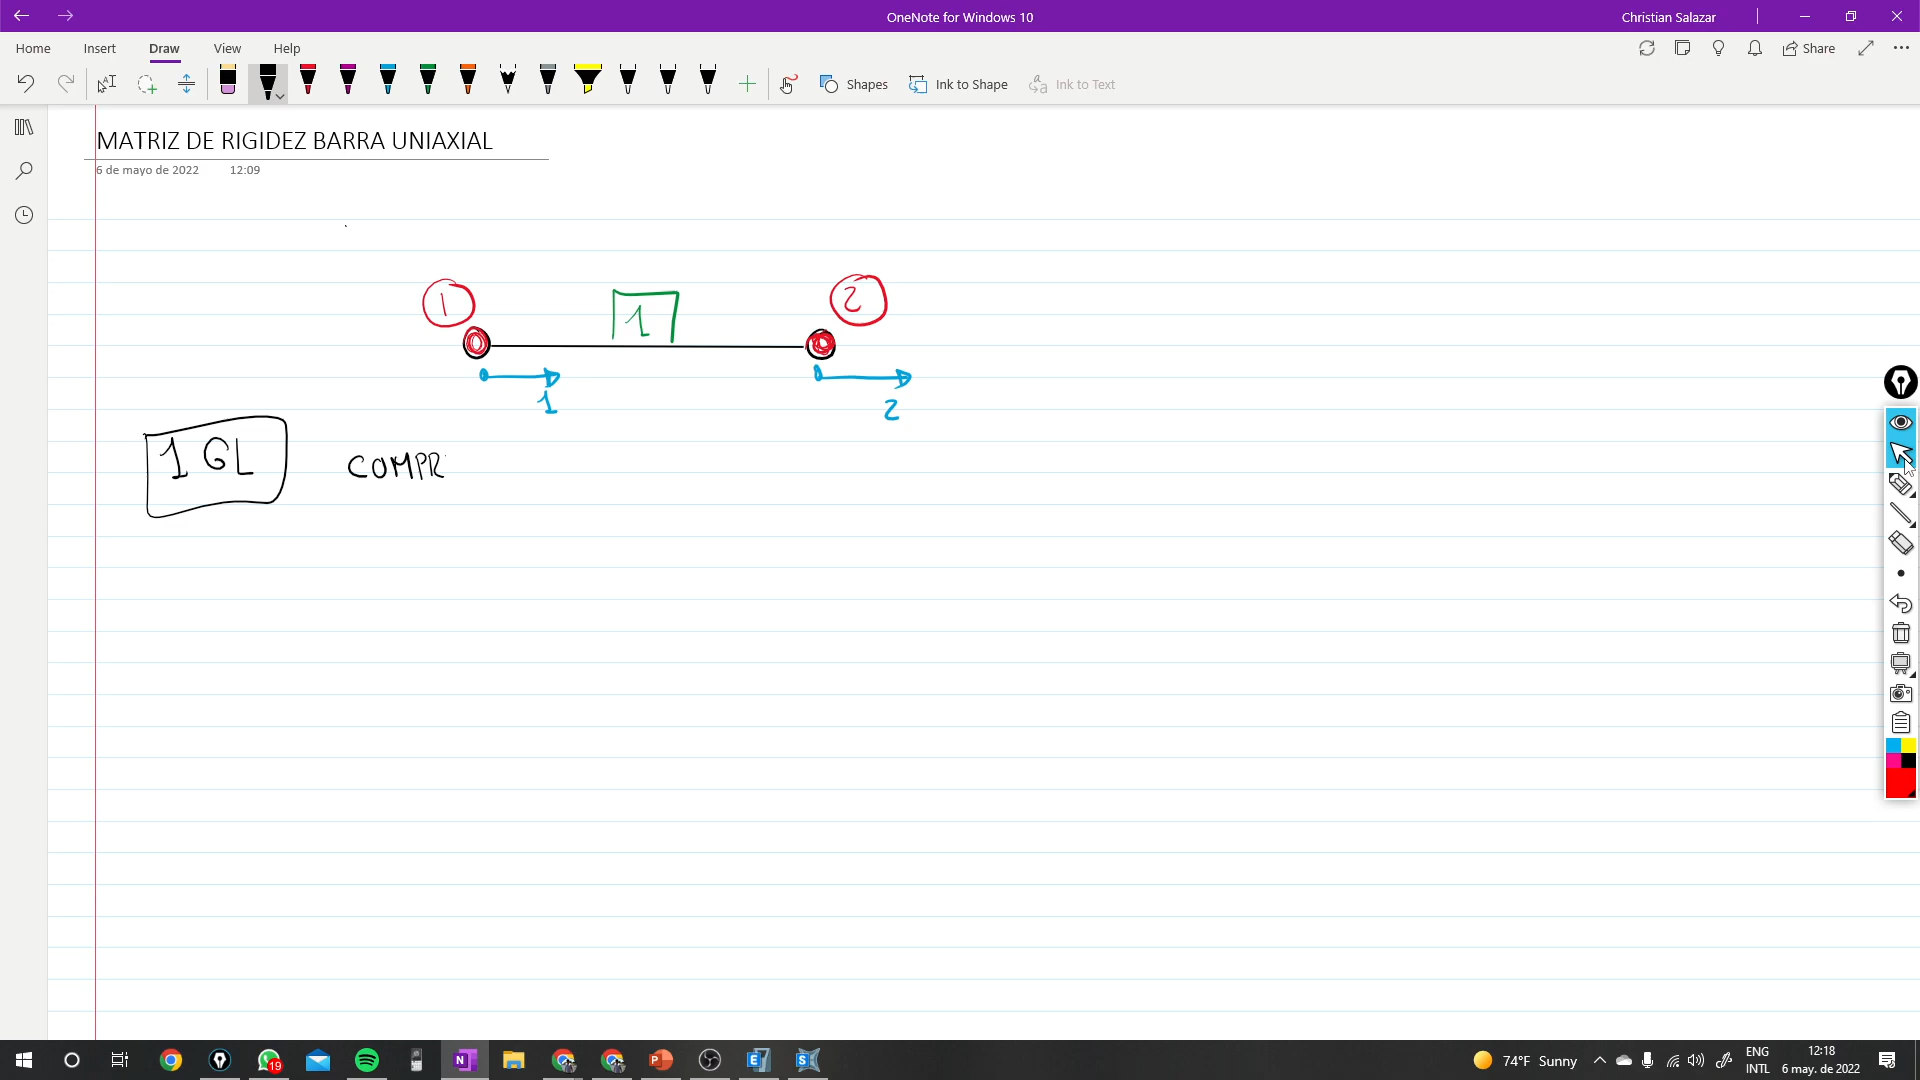 OneNote for Windows 10
Christian Salazar
Home Insert Draw View Help
Share
Shapes
Ink to Shape
Ink to Text
MATRIZ DE RIGIDEZ BARRA UNIAXIAL
6 de mayo de 2022 12:09
1 1 2
1 2
1 GL COMPR
19
74°F Sunny
ENG
INTL
12:18
6 may. de 2022